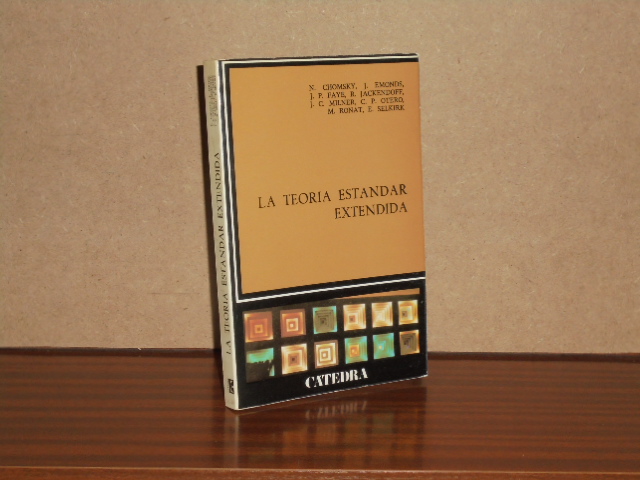 N. CHOMSKY, J. EMONDS,
J. P. FAYE, R. JACKENDOFF,
J. C. MILNER, C. P. OTERO,
M. RONAT, E. SELKIRK
LA TEORIA ESTANDAR
EXTENDIDA
CATEDRA
LA TEORIA ESTANDAR EXTENDIDA